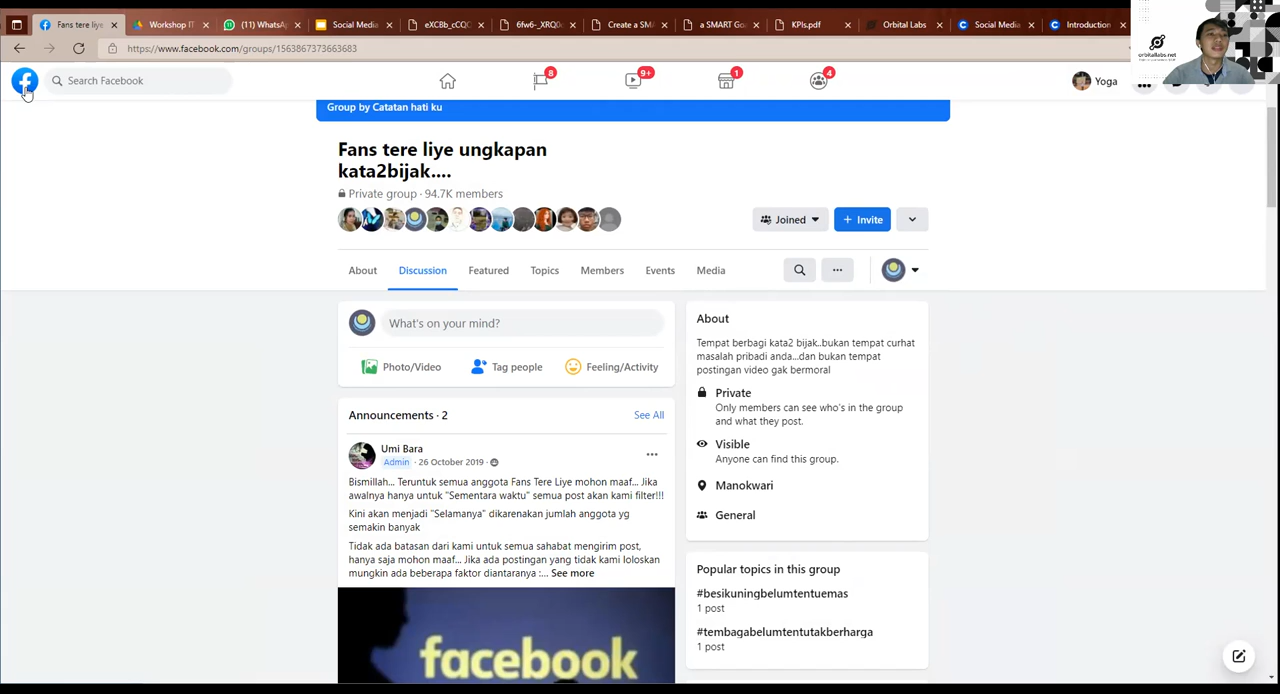 Fans tere liy
Workshop IT
(11) WhatsA
Social Media
eXCBb_cCQC
6fw6-_XRQ0
Create a SMA
a SMART Go
KPIs.pdf
Orbital Labs
Social Media
Introduction
https://www.facebook.com/groups/1563867373663683
orbitallabs.net
Search Facebook
8
9+
1
4
Yoga
Group by Catatan hati ku
Fans tere liye ungkapan
kata2bijak....
Private group · 94.7K members
Joined
+ Invite
About
Discussion
Featured
Topics
Members
Events
Media
What's on your mind?
Photo/Video
Tag people
Feeling/Activity
Announcements · 2
See All
Umi Bara
Admin · 26 October 2019 ·
Bismillah... Teruntuk semua anggota Fans Tere Liye mohon maaf... Jika
awalnya hanya untuk "Sementara waktu" semua post akan kami filter!!!
Kini akan menjadi "Selamanya" dikarenakan jumlah anggota yg
semakin banyak
Tidak ada batasan dari kami untuk semua sahabat mengirim post,
hanya saja mohon maaf... Jika ada postingan yang tidak kami loloskan
mungkin ada beberapa faktor diantaranya :... See more
facebook
About
Tempat berbagi kata2 bijak..bukan tempat curhat
masalah pribadi anda...dan bukan tempat
postingan video gak bermoral
Private
Only members can see who's in the group
and what they post.
Visible
Anyone can find this group.
Manokwari
General
Popular topics in this group
#besikuningbelumtentuemas
1 post
#tembagabelumtentutakberharga
1 post